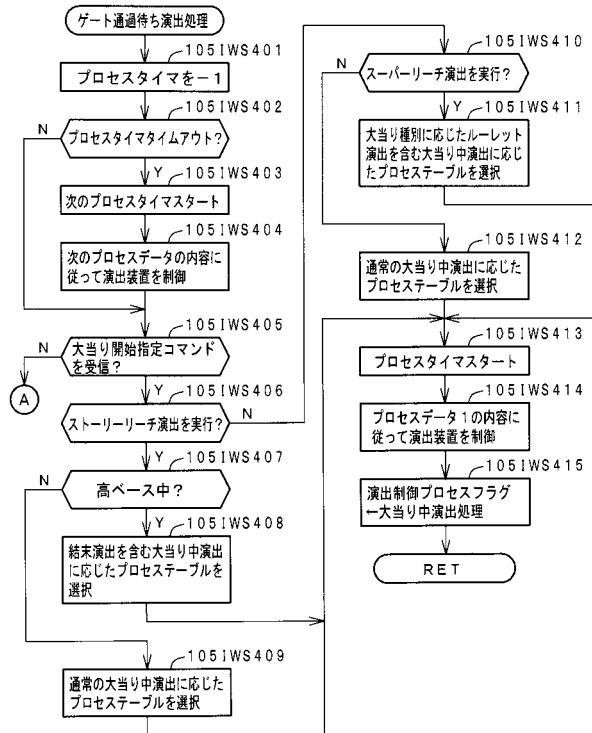 ゲート通過待ち演出処理
105IWS401
プロセスタイマを－1
105IWS402
N
プロセスタイマタイムアウト？
Y
105IWS403
次のプロセスタイマスタート
105IWS404
次のプロセスデータの内容に
従って演出装置を制御
105IWS405
N
大当り開始指定コマンド
を受信？
A
Y
105IWS406
ストーリーリーチ演出を実行？
N
Y
105IWS407
N
高ベース中？
Y
105IWS408
結末演出を含む大当り中演出
に応じたプロセステーブルを
選択
105IWS409
通常の大当り中演出に応じた
プロセステーブルを選択
105IWS410
N
スーパーリーチ演出を実行？
Y
105IWS411
大当り種別に応じたルーレット
演出を含む大当り中演出に応じ
たプロセステーブルを選択
105IWS412
通常の大当り中演出に応じた
プロセステーブルを選択
105IWS413
プロセスタイマスタート
105IWS414
プロセスデータ1の内容に
従って演出装置を制御
105IWS415
演出制御プロセスフラグ
←大当り中演出処理
RET